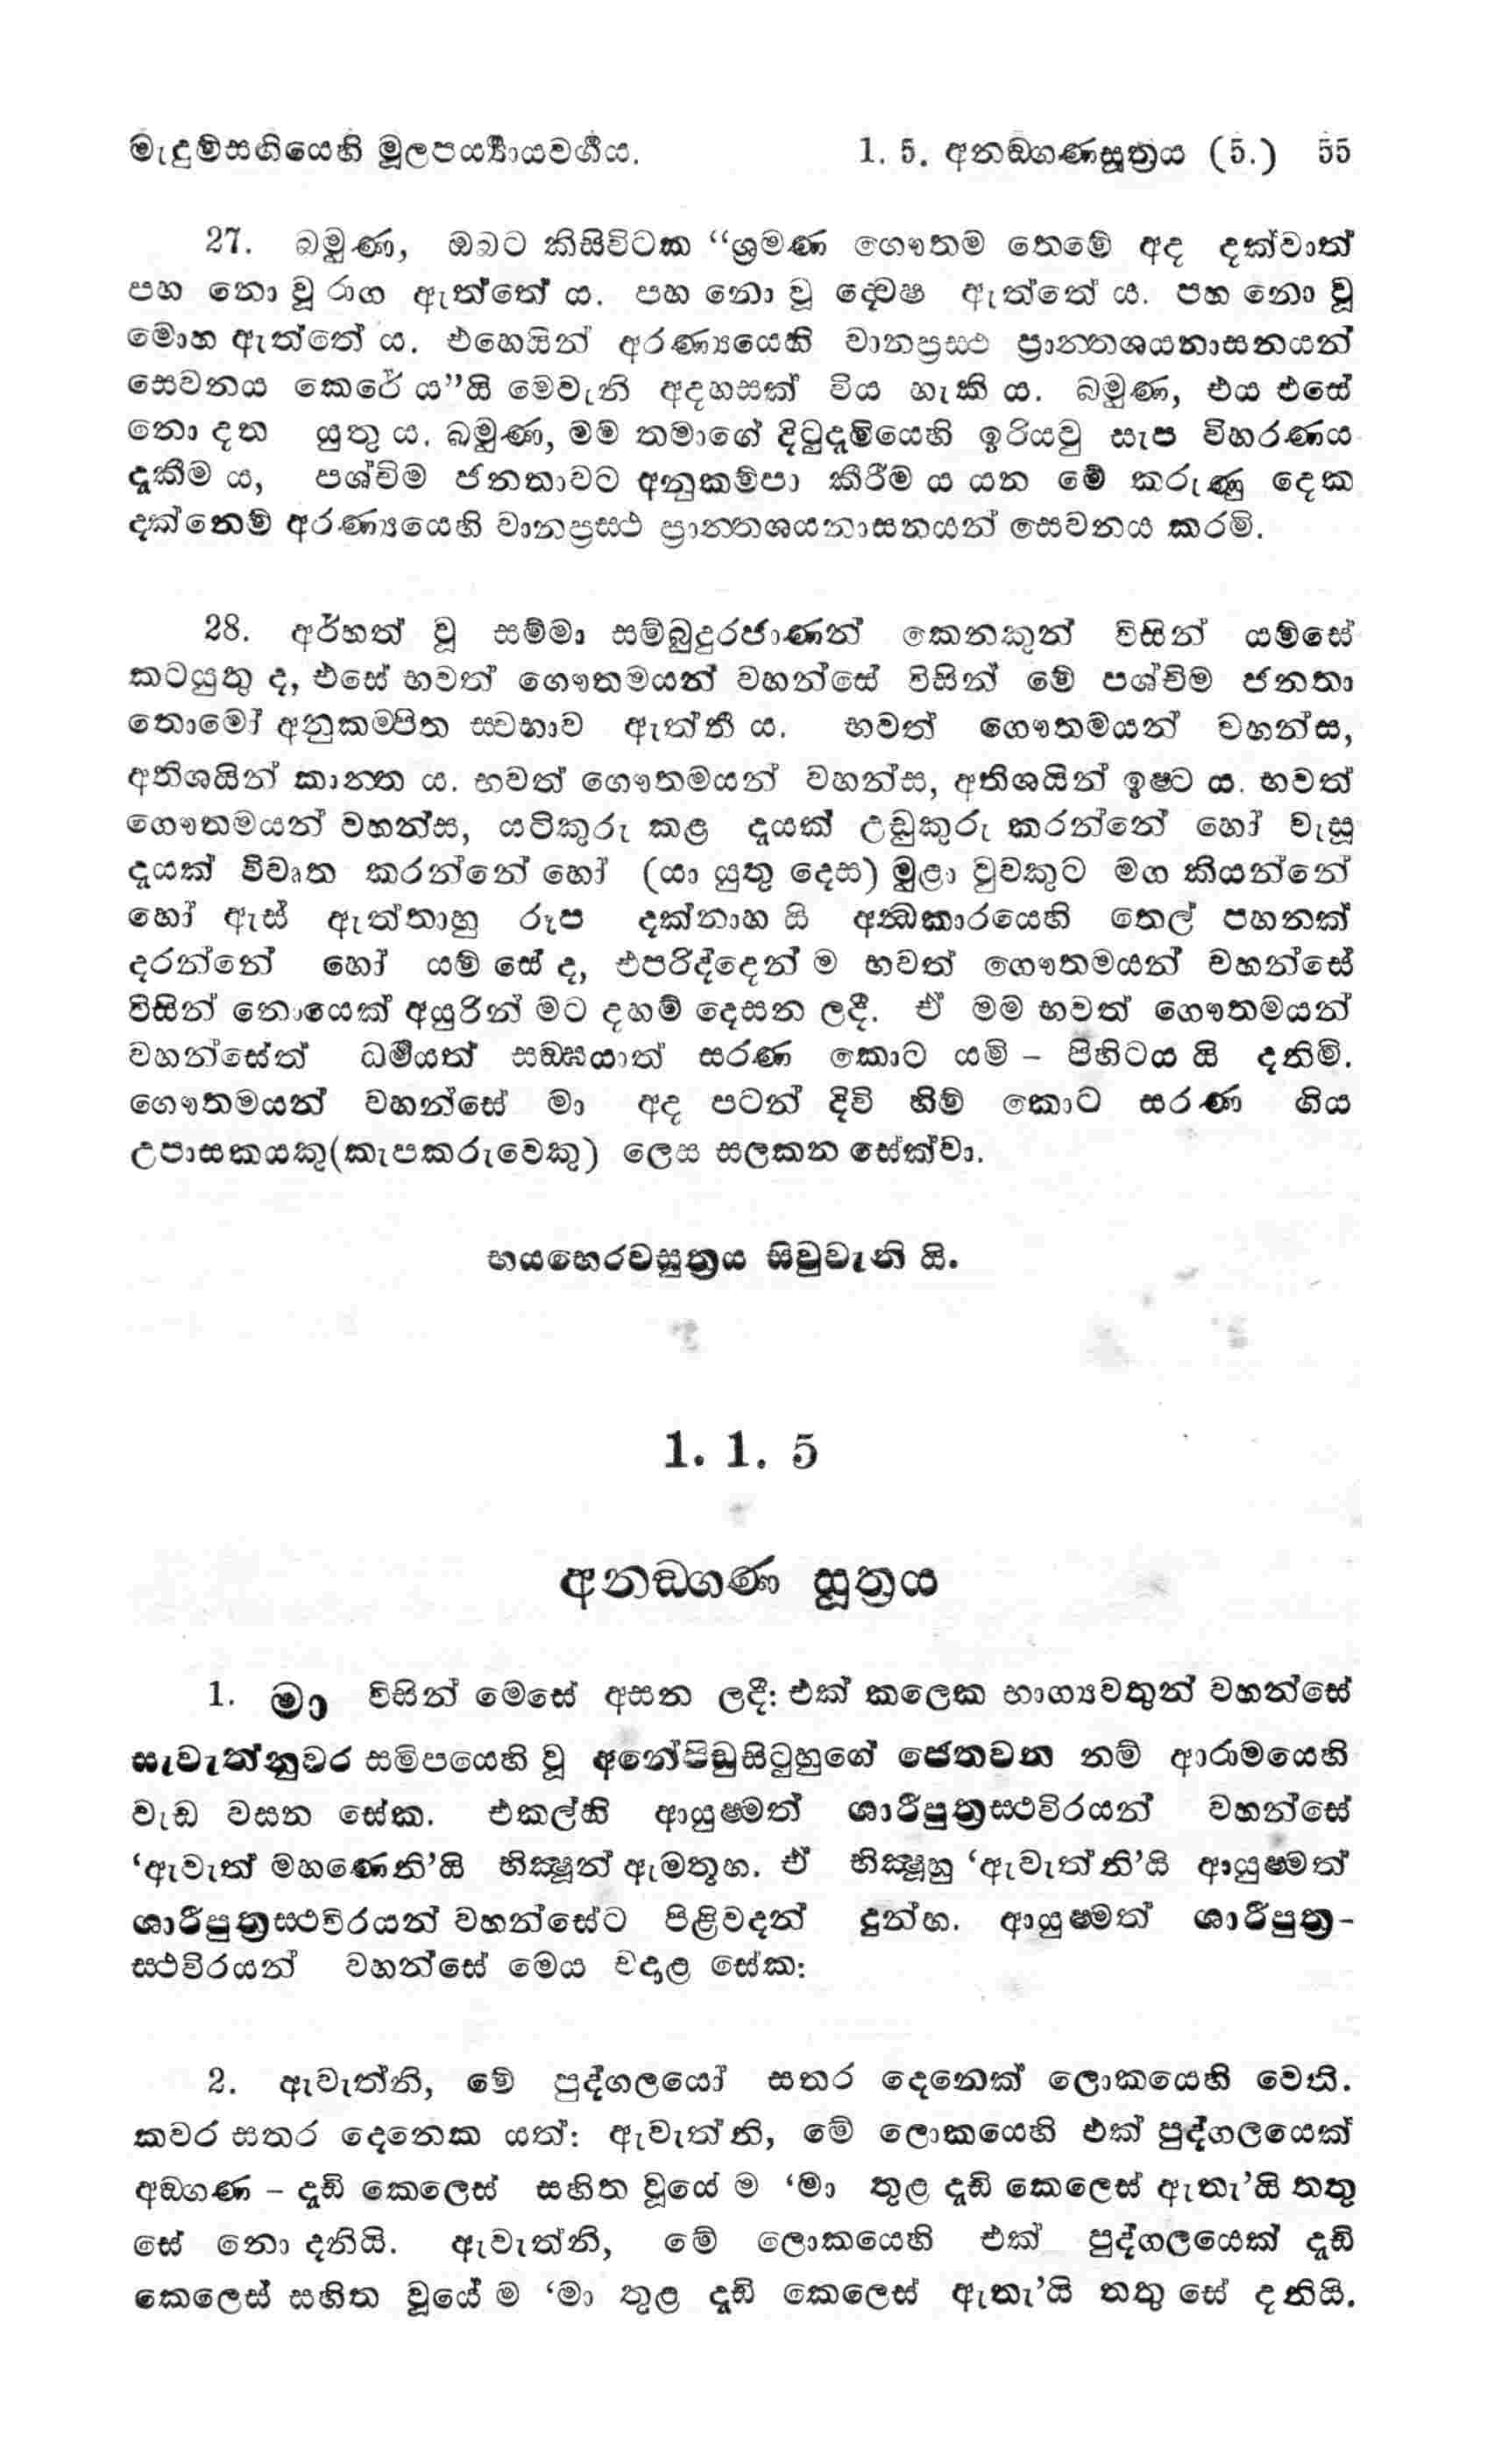 මැදුම්සඟියෙහි මූලපර්‍ය්‍යායවර්‍ගය. 1. 5. අනඞ්ගණසූත්‍රය (5.) 55
27. බමුණ, ඔබට කිසිවිටක “ශ්‍රමණ ගෞතම තෙමේ අද දක්වාත්
පහ නො වූ රාග ඇත්තේ ය. පහ නො වූ ද්වේෂ ඇත්තේ ය. පහ නො වූ
මොහ ඇත්තේ ය. එහෙයින් අරණ්‍යයෙහි වානප්‍රස්ථ ප්‍රාන්තශයනාසනයන්
සෙවනය කෙරේ ය”යි මෙවැනි අදහසක් විය හැකි ය. බමුණ, එය එසේ
නො දත යුතු ය. බමුණ, මම තමාගේ දිටුදැමියෙහි ඉරියවු සැප විහරණය
දැකීම ය, පශ්චිම ජනතාවට අනුකම්පා කිරීම ය යන මේ කරුණු දෙක
දක්නෙම් අරණ්‍යයෙහි වානප්‍රස්ථ ප්‍රාන්තශයනාසනයන් සෙවනය කරමි.
28. අර්හත් වූ සම්මා සම්බුදුරජාණන් කෙනකුන් විසින් යම්සේ
කටයුතු ද, එසේ භවත් ගෞතමයන් වහන්සේ විසින් මේ පශ්චිම ජනතා
තොමෝ අනුකම්පිත ස්වභාව ඇත්තී ය. භවත් ගෞතමයන් වහන්ස,
අතිශයින් කාන්ත ය. භවත් ගෞතමයන් වහන්ස, අතිශයින් ඉෂ්ට ය. භවත්
ගෞතමයන් වහන්ස, යටිකුරු කළ දැයක් උඩුකුරු කරන්නේ හෝ වැසූ
දැයක් විවෘත කරන්නේ හෝ (යා යුතු දෙස) මුළා වූවකුට මග කියන්නේ
හෝ ඇස් ඇත්තාහු රූප දක්නාහ යි අන්ධකාරයෙහි තෙල් පහනක්
දරන්නේ හෝ යම් සේ ද, එපරිද්දෙන් ම භවත් ගෞතමයන් වහන්සේ
විසින් නොයෙක් අයුරින් මට දහම් දෙසන ලදී. ඒ මම භවත් ගෞතමයන්
වහන්සේත් ධර්‍මයත් සඞ්ඝයාත් සරණ කොට යමි – පිහිටය යි දනිමි.
ගෞතමයන් වහන්සේ මා අද පටන් දිවි හිම් කොට සරණ ගිය
උපාසකයකු(කැපකරුවෙකු) ලෙස සලකන සේක්වා.
භයභෙරවසූත්‍රය සිවුවැනි යි.
1. 1. 5
අනඞ්ගණ සූත්‍රය
1. මා විසින් මෙසේ අසන ලදී: එක් කලෙක භාග්‍යවතුන් වහන්සේ
සැවැත්නුවර සමීපයෙහි වූ අනේපිඬුසිටුහුගේ ජෙතවන නම් ආරාමයෙහි
වැඩ වසන සේක. එකල්හි ආයුෂ්මත් ශාරීපුත්‍රස්ථවිරයන් වහන්සේ
‘ඇවැත් මහණෙනි’යි භික්ෂූන් ඇමතූහ. ඒ භික්ෂූහු ‘ඇවැත්නි’යි ආයුෂ්මත්
ශාරීපුත්‍රස්ථවිරයන් වහන්සේට පිළිවදන් දුන්හ. ආයුෂ්මත් ශාරීපුත්‍ර-
ස්ථවිරයන් වහන්සේ මෙය වදාළ සේක:
2. ඇවැත්නි, මේ පුද්ගලයෝ සතර දෙනෙක් ලොකයෙහි වෙති.
කවර සතර දෙනෙක යත්: ඇවැත්නි, මේ ලොකයෙහි එක් පුද්ගලයෙක්
අඞ්ගණ – දැඩි කෙලෙස් සහිත වූයේ ම ‘මා තුළ දැඩි කෙලෙස් ඇතැ’යි තතු
සේ නො දනියි. ඇවැත්නි, මේ ලොකයෙහි එක් පුද්ගලයෙක් දැඩි
කෙලෙස් සහිත වූයේ ම ‘මා තුළ දැඩි කෙලෙස් ඇතැ’යි තතු සේ දනියි.